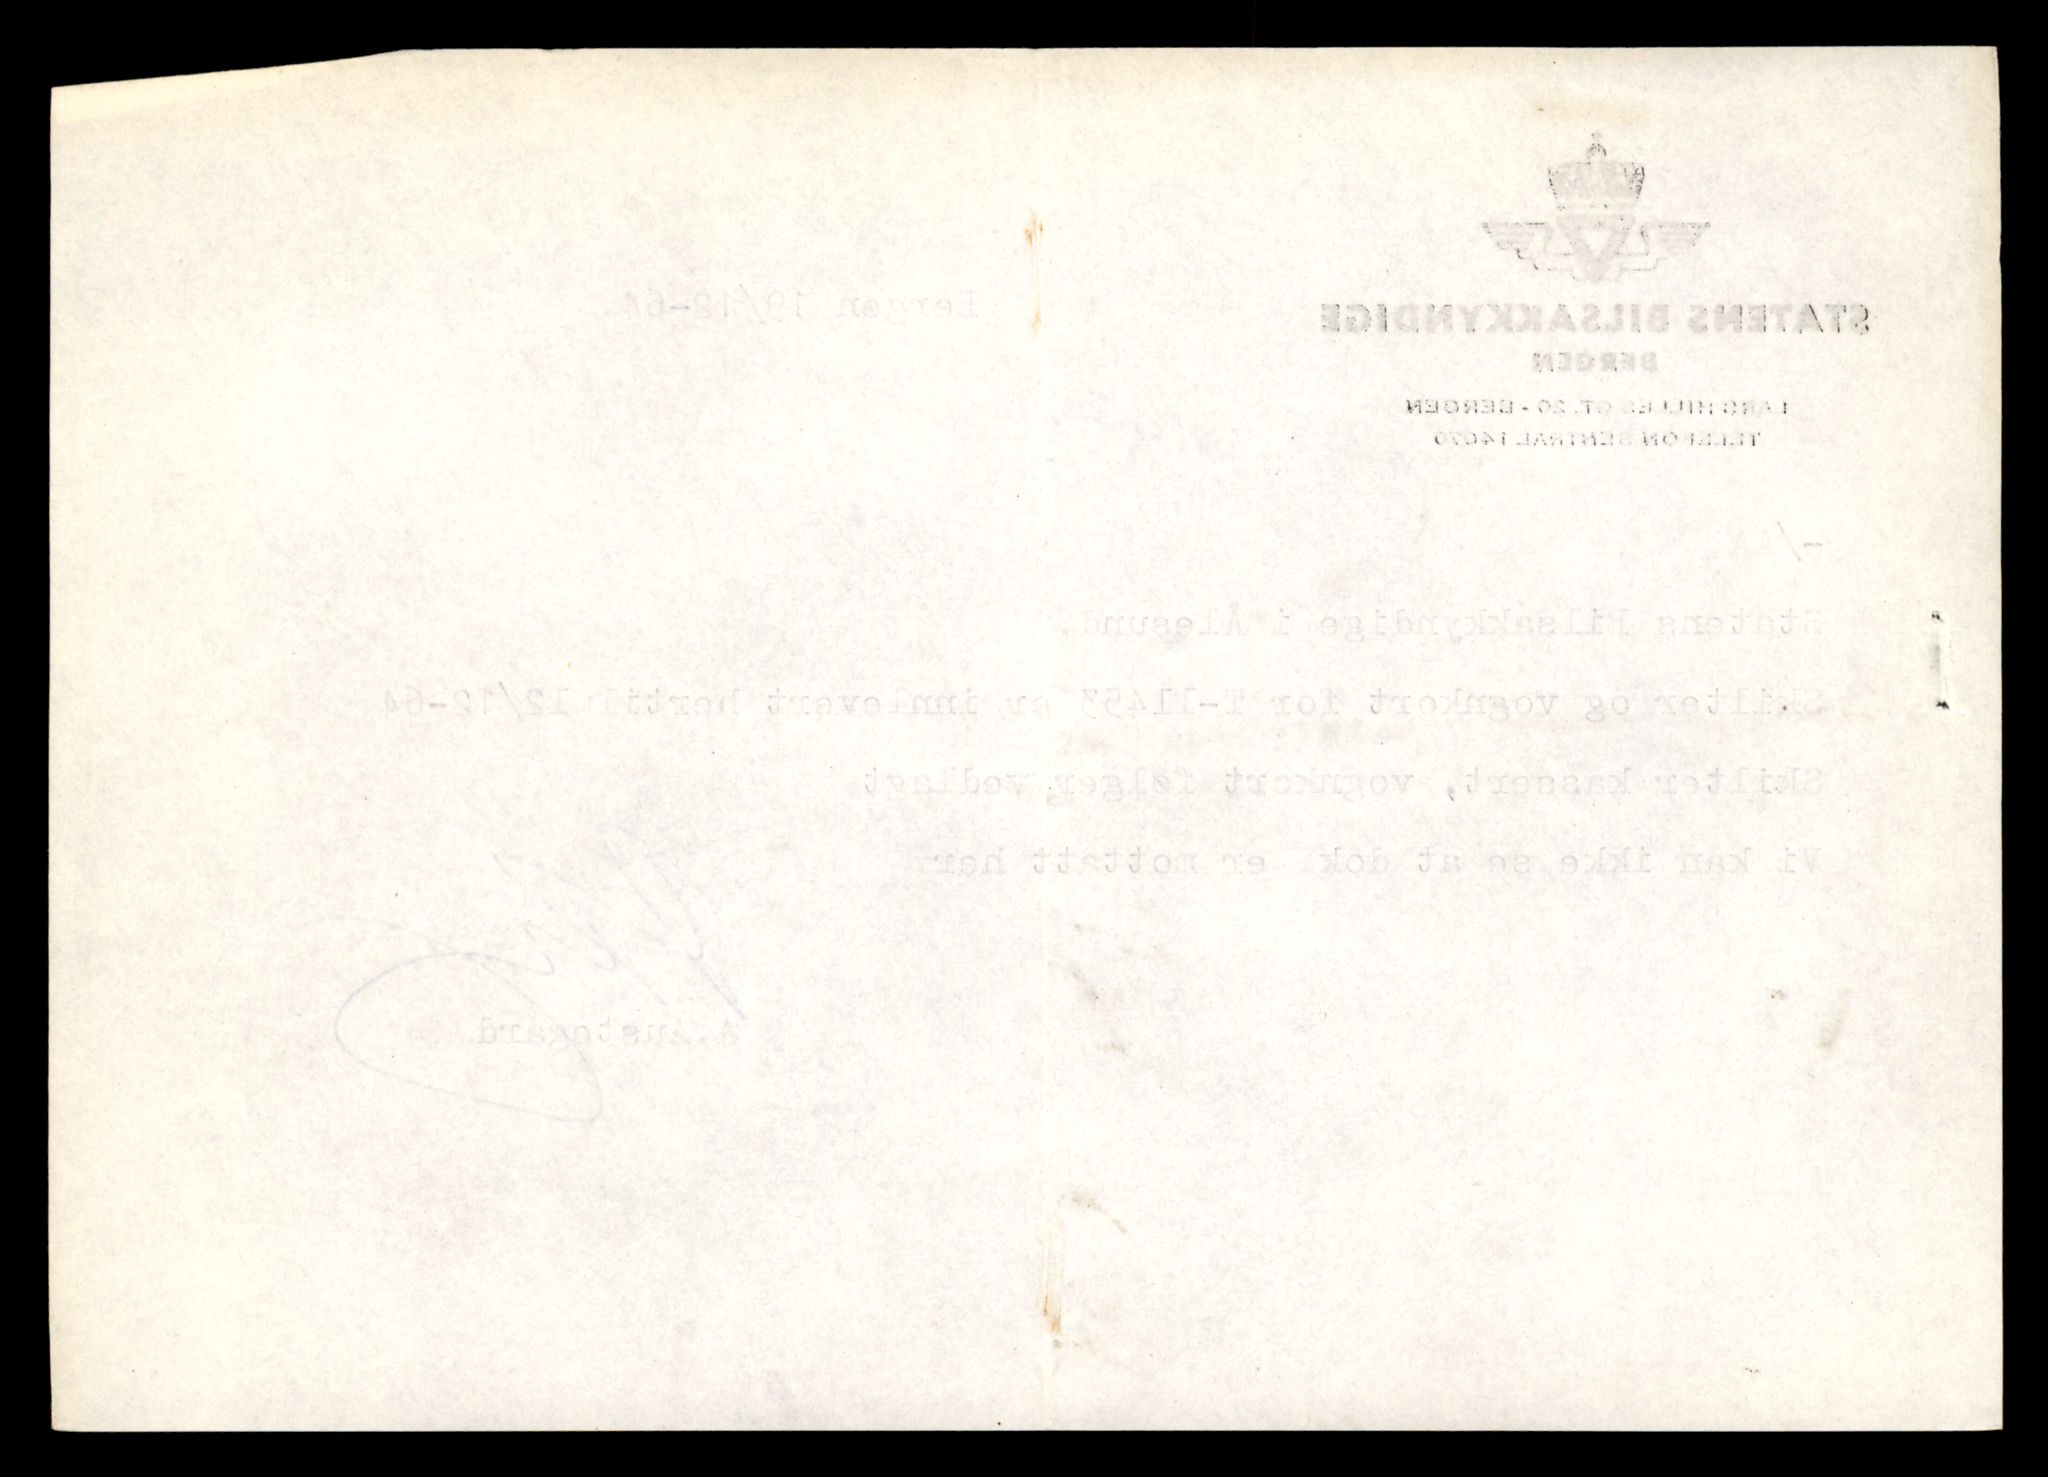 STATENS BILSAKKYNDIGE
BERGEN
LARS HILLES GT. 20 - BERGEN
TELEFON SENTRAL 14070
Bergen 19/12-64.
-/AA.
Statens Bilsakkyndige i Ålesund.
Skilter og vognkort for T-11453 er innlevert hertil 12/12-64
Skilter kassert, vognkort følger vedlagt
Vi kan ikke se at dok. er mottatt her
A.Austegard